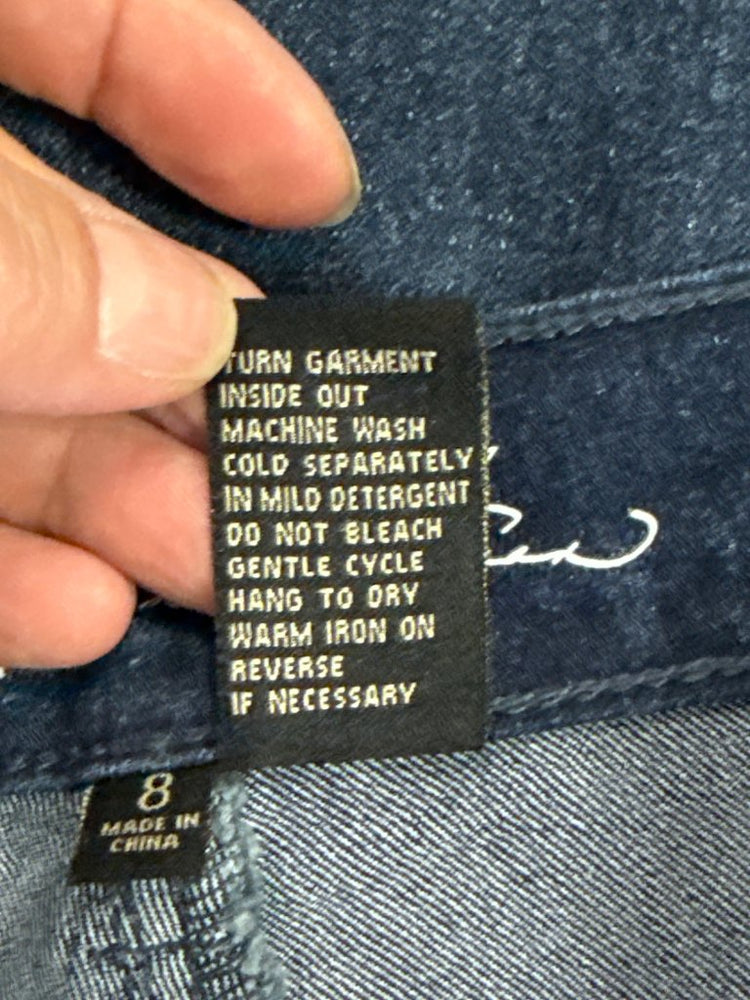 TURN GARMENT
INSIDE OUT
MACHINE WASH
COLD SEPARATELY
IN MILD DETERGENT
DO NOT BLEACH
GENTLE CYCLE
HANG TO DRY
WARM IRON ON
REVERSE
IF NECESSARY
8
MADE IN
CHINA